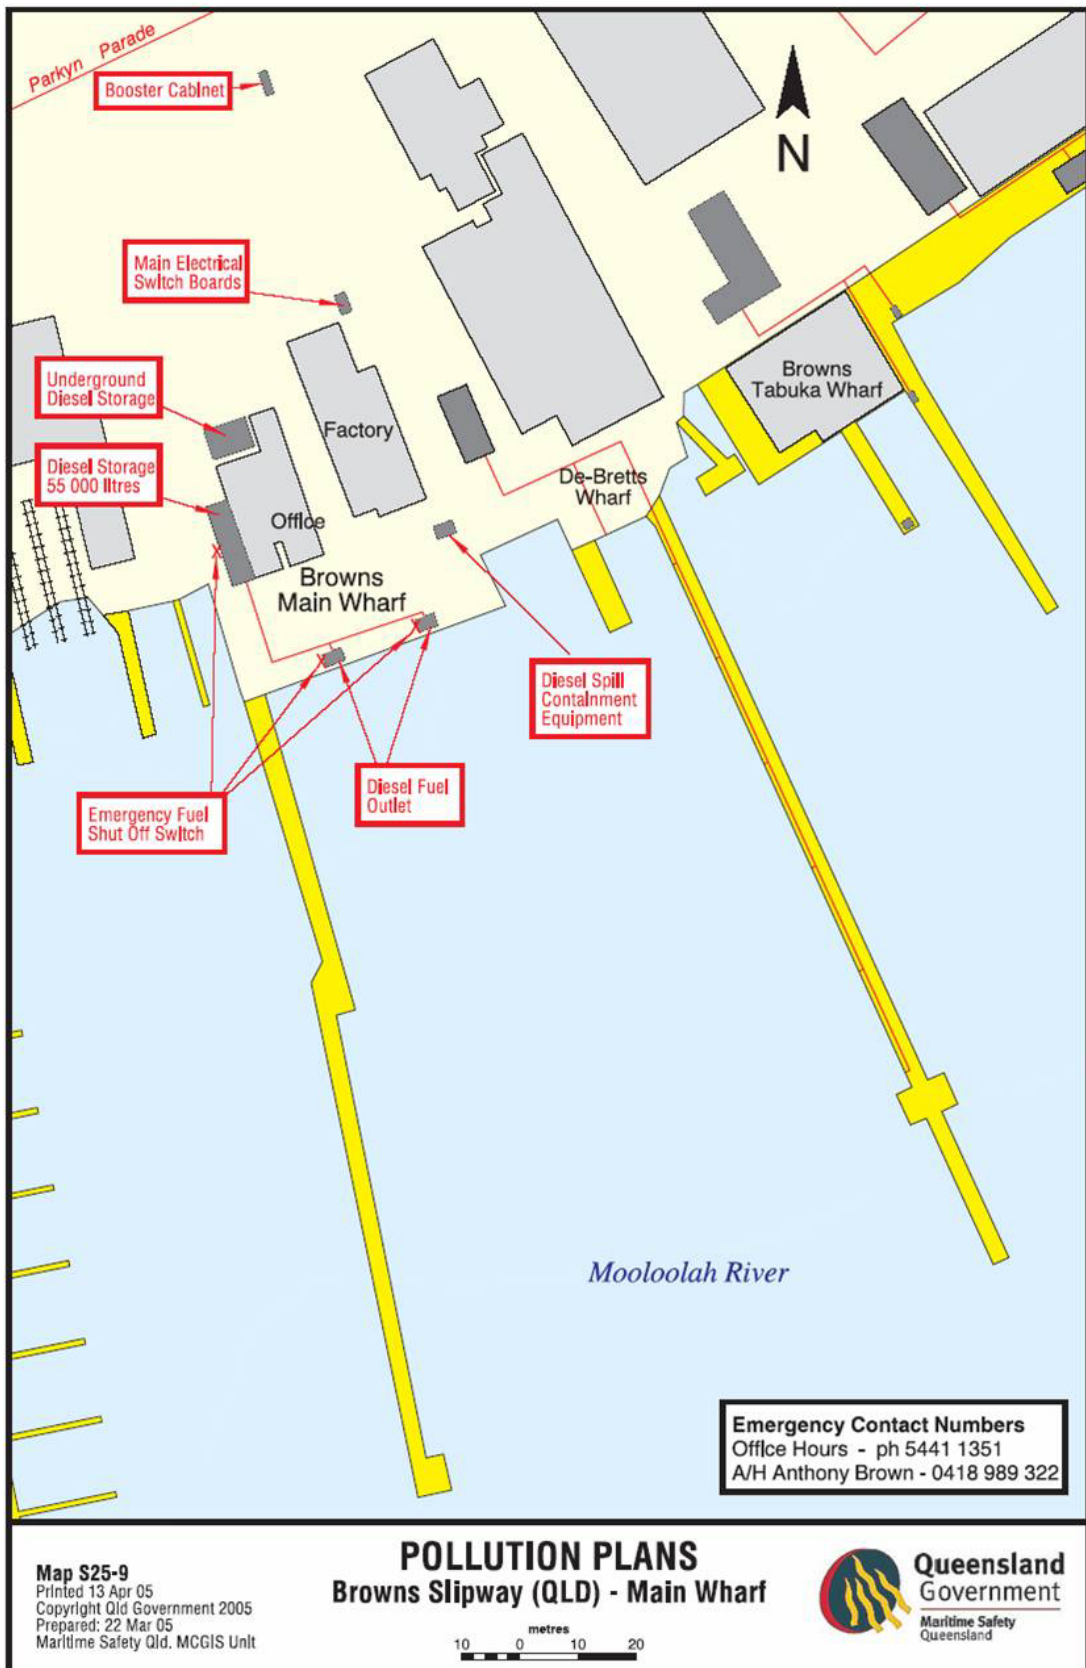 Parkyn Parade
Booster Cabinet
N
Main Electrical
Switch Boards
Underground
Diesel Storage
Diesel Storage
55 000 litres
Factory
Office
Browns
Main Wharf
De-Bretts
Wharf
Browns
Tabuka Wharf
Diesel Spill
Containment
Equipment
Diesel Fuel
Outlet
Emergency Fuel
Shut Off Switch
X
X
X
Mooloolah River
Emergency Contact Numbers
Office Hours - ph 5441 1351
A/H Anthony Brown - 0418 989 322
Map S25-9
Printed 13 Apr 05
Copyright Qld Government 2005
Prepared: 22 Mar 05
Maritime Safety Qld. MCGIS Unit
POLLUTION PLANS
Browns Slipway (QLD) - Main Wharf
metres
10 0 10 20
Queensland
Government
Maritime Safety
Queensland